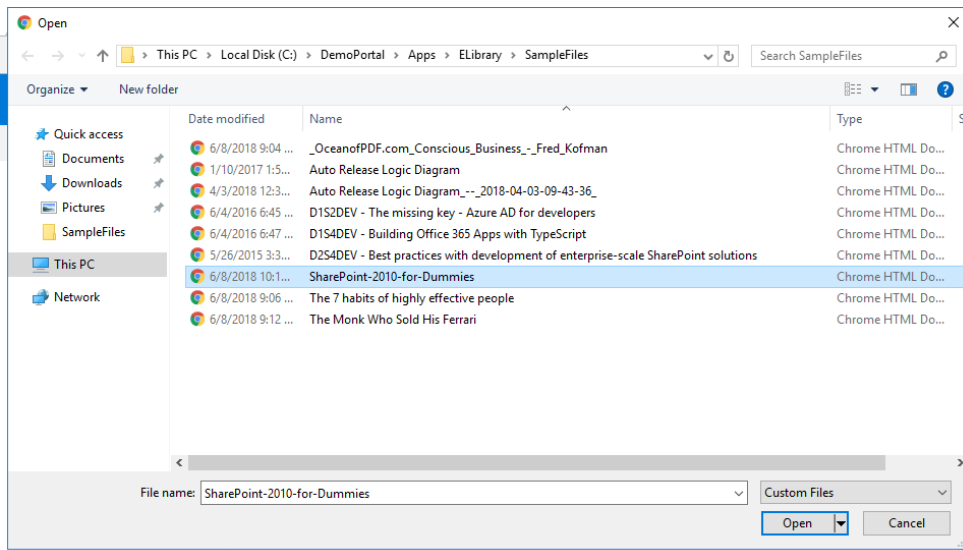 Open
This PC > Local Disk (C:) > DemoPortal > Apps > ELibrary > SampleFiles
Search SampleFiles
Organize
New folder
Date modified Name Type
Quick access
Documents
Downloads
Pictures
SampleFiles
This PC
Network
6/8/2018 9:04 ... _OceanofPDF.com_Conscious_Business_-_Fred_Kofman Chrome HTML Do...
1/10/2017 1:5... Auto Release Logic Diagram Chrome HTML Do...
4/3/2018 12:3... Auto Release Logic Diagram_--_2018-04-03-09-43-36_ Chrome HTML Do...
6/4/2016 6:45 ... D1S2DEV - The missing key - Azure AD for developers Chrome HTML Do...
6/4/2016 6:47 ... D1S4DEV - Building Office 365 Apps with TypeScript Chrome HTML Do...
5/26/2015 3:3... D2S4DEV - Best practices with development of enterprise-scale SharePoint solutions Chrome HTML Do...
6/8/2018 10:1... SharePoint-2010-for-Dummies Chrome HTML Do...
6/8/2018 9:06 ... The 7 habits of highly effective people Chrome HTML Do...
6/8/2018 9:12 ... The Monk Who Sold His Ferrari Chrome HTML Do...
File name: SharePoint-2010-for-Dummies Custom Files
Open Cancel